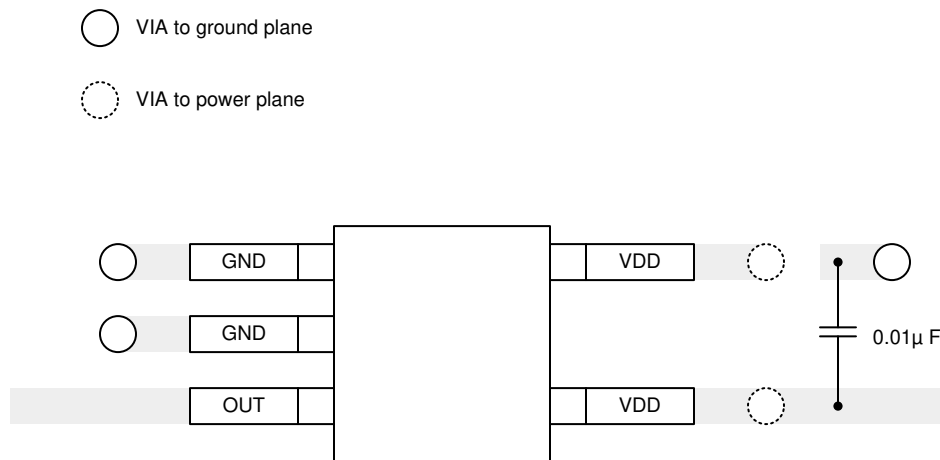 VIA to ground plane
VIA to power plane
GND
VDD
GND
0.01µ F
OUT
VDD